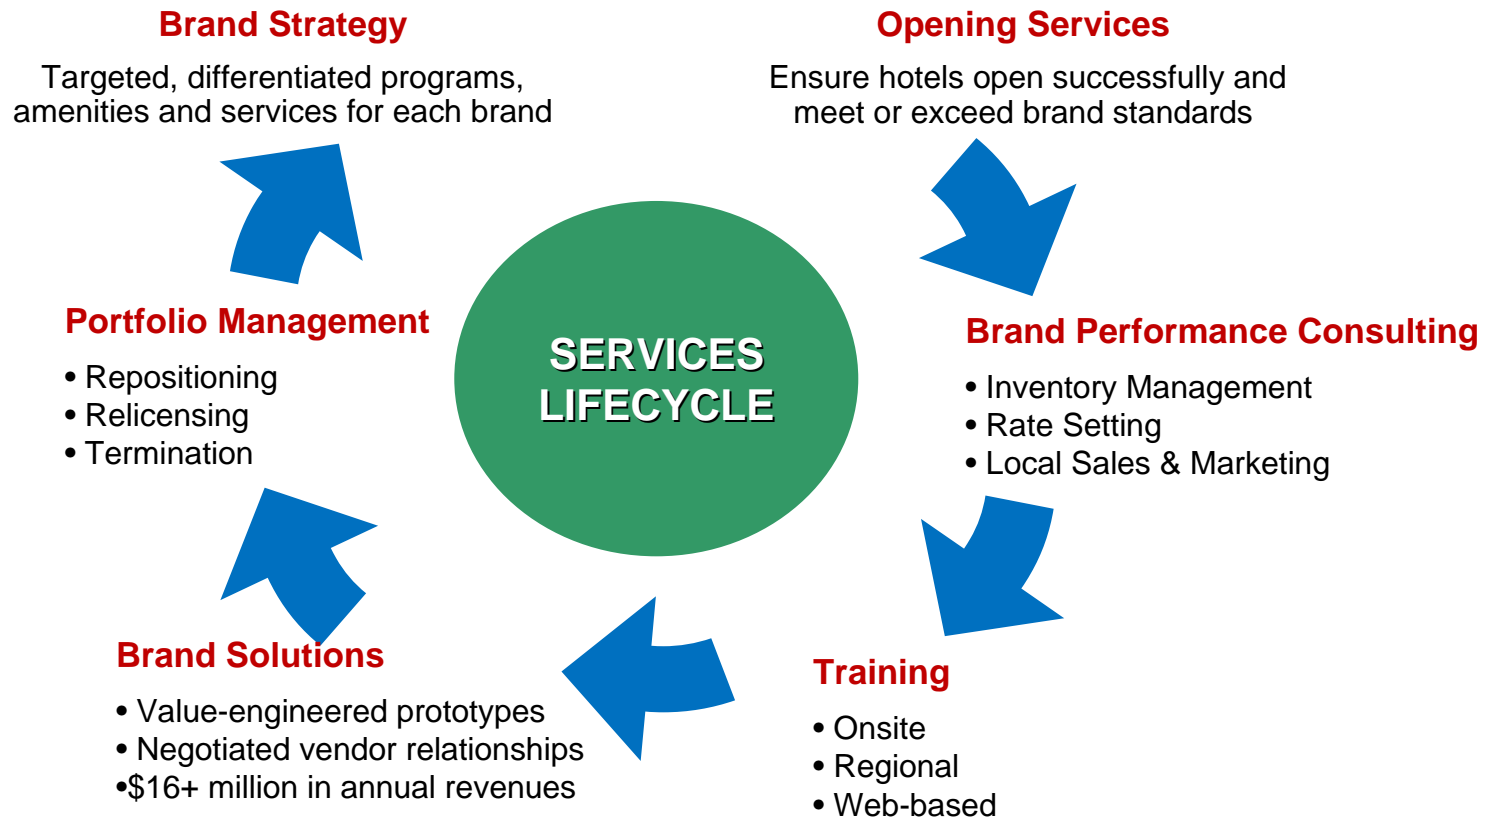 Brand Strategy
Targeted, differentiated programs,
amenities and services for each brand
Opening Services
Ensure hotels open successfully and
meet or exceed brand standards
Portfolio Management
• Repositioning
• Relicensing
• Termination
SERVICES
LIFECYCLE
Brand Performance Consulting
• Inventory Management
• Rate Setting
• Local Sales & Marketing
Brand Solutions
• Value-engineered prototypes
• Negotiated vendor relationships
•$16+ million in annual revenues
Training
• Onsite
• Regional
• Web-based